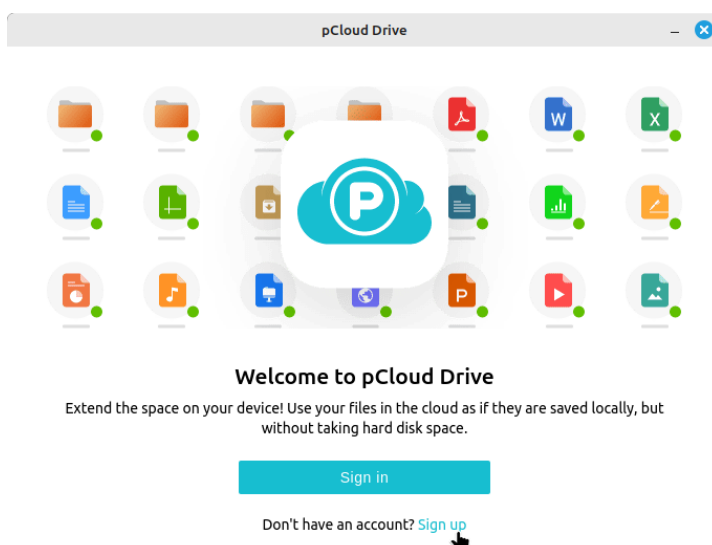 pCloud Drive
W
X
P
P
Welcome to pCloud Drive
Extend the space on your device! Use your files in the cloud as if they are saved locally, but
without taking hard disk space.
Sign in
Don't have an account? Sign up